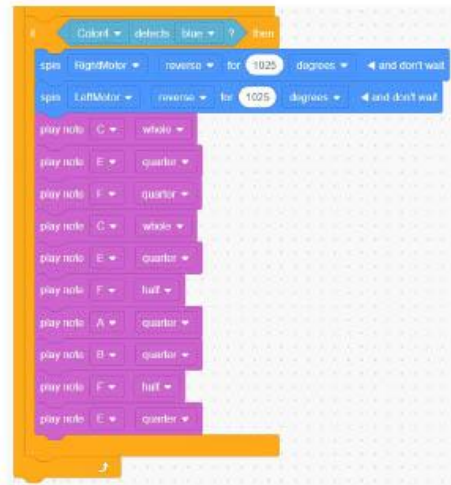 if Color4 detects blue ? then
spin RightMotor reverse for 1025 degrees and don't wait
spin LeftMotor reverse for 1025 degrees and don't wait
play note C whole
play note E quarter
play note F quarter
play note C whole
play note E quarter
play note F half
play note A quarter
play note B quarter
play note F half
play note E quarter